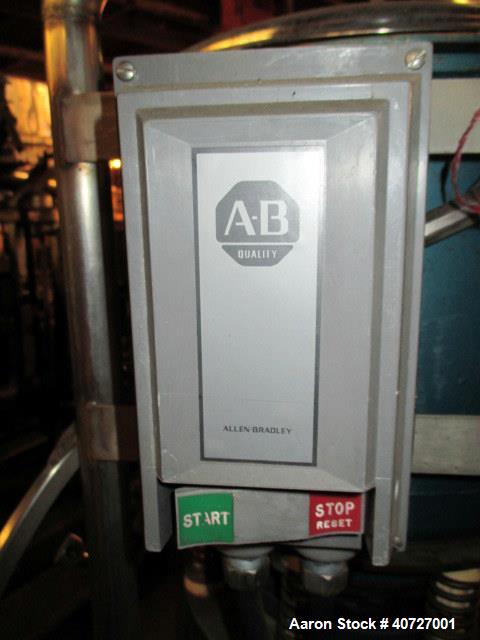 A-B
QUALITY
ALLEN-BRADLEY
START
STOP
RESET
Aaron Stock # 40727001